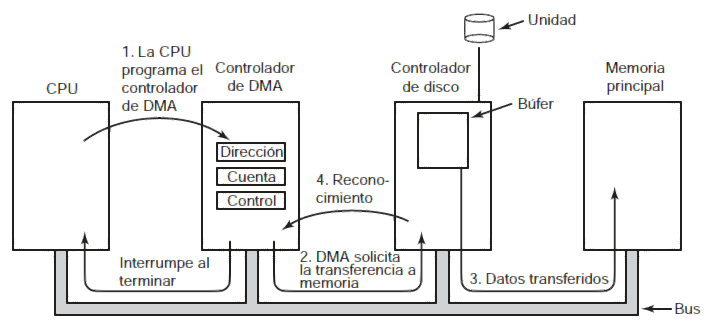 Unidad
1. La CPU
programa el
controlador
de DMA
CPU
Controlador
de DMA
Controlador
de disco
Memoria
principal
Búfer
Dirección
Cuenta
Control
4. Recono-
cimiento
Interrumpe al
terminar
2. DMA solicita
la transferencia a
memoria
3. Datos transferidos
Bus